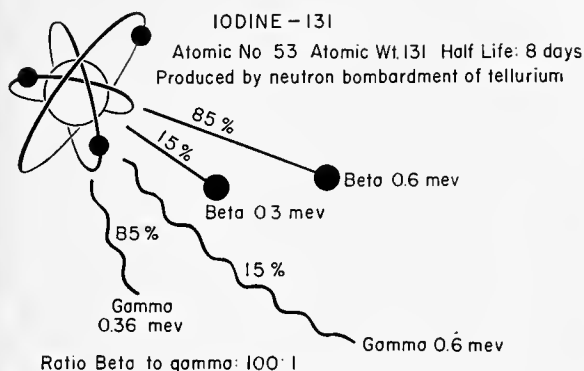 IODINE-131
Atomic No 53 Atomic Wt. 131 Half Life: 8 days
Produced by neutron bombardment of tellurium
85%
15%
Beta 0.6 mev
Beta 0.3 mev
85%
15%
Gamma
0.36 mev
Gamma 0.6 mev
Ratio Beta to gamma: 100:1